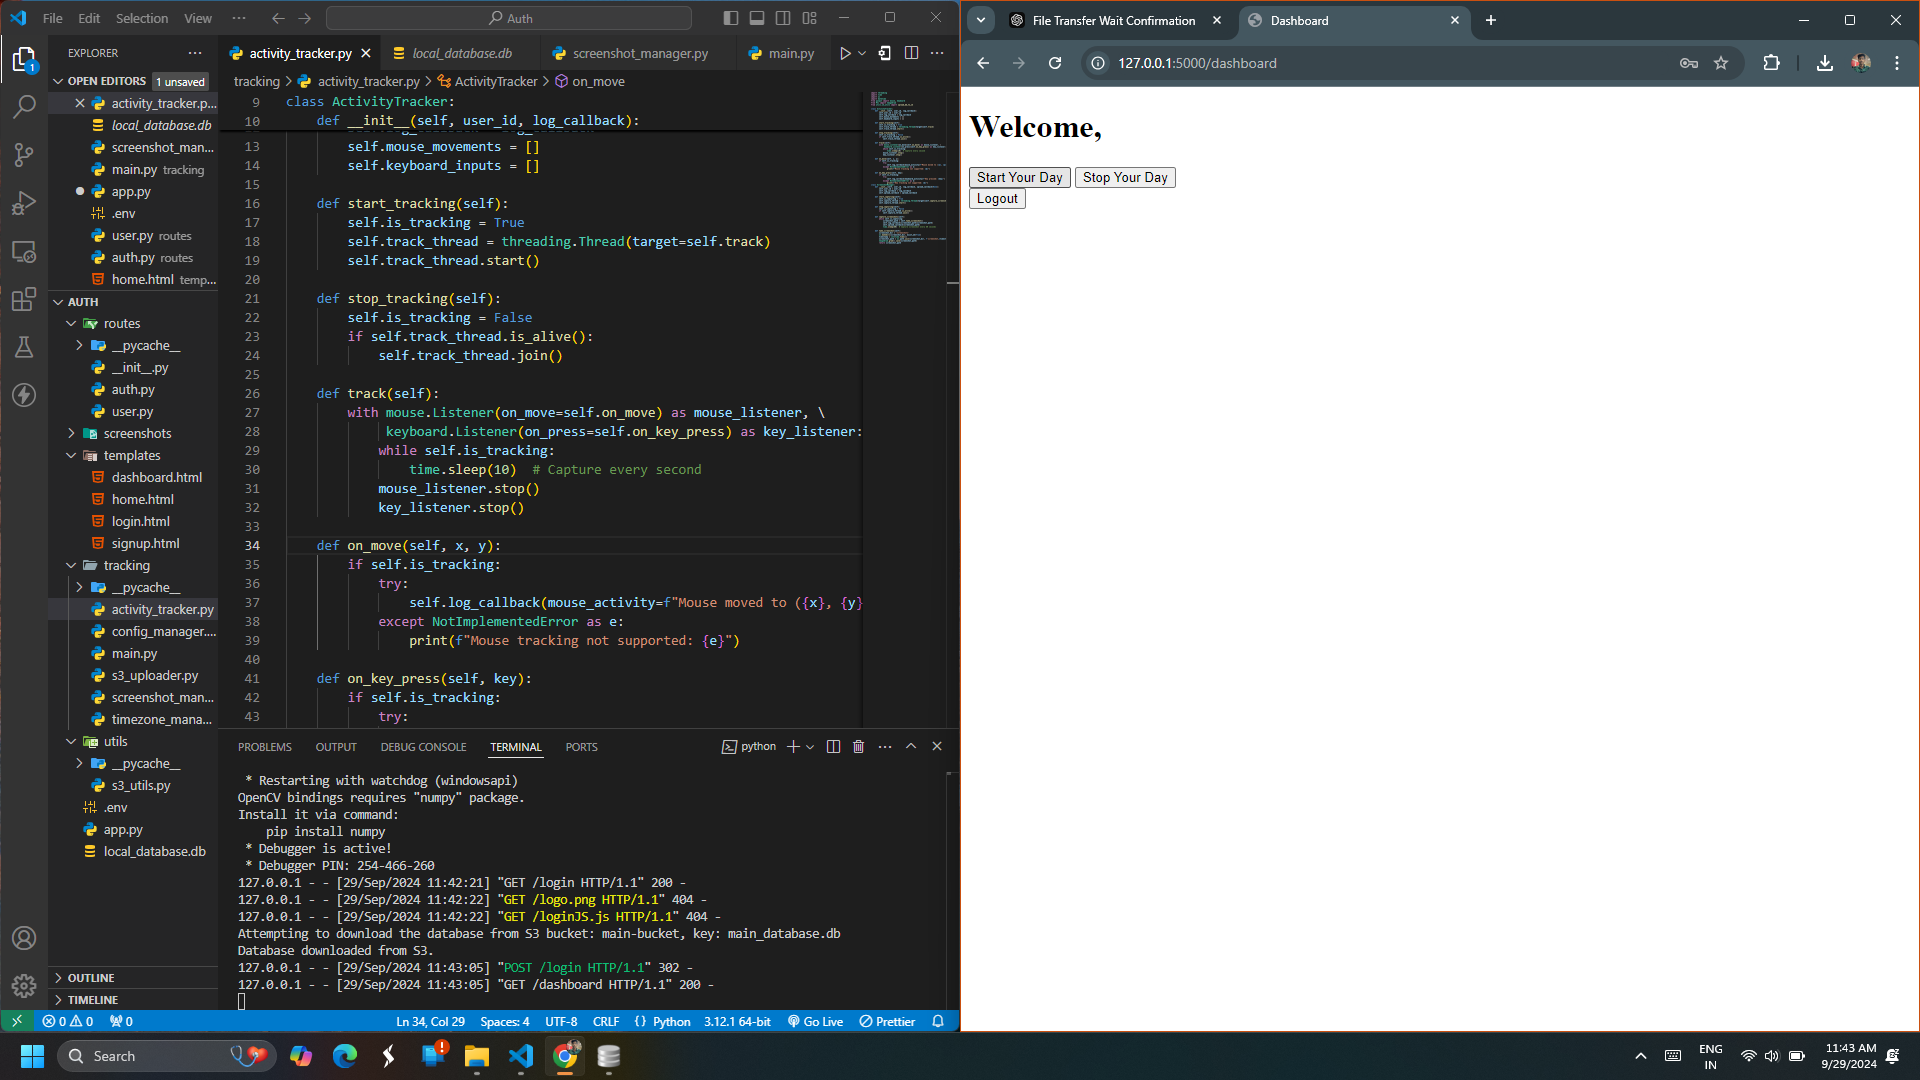 File Edit Selection View ··· Auth
EXPLORER
OPEN EDITORS 1 unsaved
activity_tracker.p...
local_database.db
screenshot_man...
main.py tracking
app.py
.env
user.py routes
auth.py routes
home.html temp...
AUTH
routes
__pycache__
__init__.py
auth.py
user.py
screenshots
templates
dashboard.html
home.html
login.html
signup.html
tracking
__pycache__
activity_tracker.py
config_manager....
main.py
s3_uploader.py
screenshot_man...
timezone_mana...
utils
__pycache__
s3_utils.py
.env
app.py
local_database.db
OUTLINE
TIMELINE
activity_tracker.py local_database.db screenshot_manager.py main.py
tracking > activity_tracker.py > ActivityTracker > on_move
9 class ActivityTracker:
10 def __init__(self, user_id, log_callback):
13 self.mouse_movements = []
14 self.keyboard_inputs = []
15
16 def start_tracking(self):
17 self.is_tracking = True
18 self.track_thread = threading.Thread(target=self.track)
19 self.track_thread.start()
20
21 def stop_tracking(self):
22 self.is_tracking = False
23 if self.track_thread.is_alive():
24 self.track_thread.join()
25
26 def track(self):
27 with mouse.Listener(on_move=self.on_move) as mouse_listener, \
28 keyboard.Listener(on_press=self.on_key_press) as key_listener:
29 while self.is_tracking:
30 time.sleep(10) # Capture every second
31 mouse_listener.stop()
32 key_listener.stop()
33
34 def on_move(self, x, y):
35 if self.is_tracking:
36 try:
37 self.log_callback(mouse_activity=f"Mouse moved to ({x}, {y}
38 except NotImplementedError as e:
39 print(f"Mouse tracking not supported: {e}")
40
41 def on_key_press(self, key):
42 if self.is_tracking:
43 try:
PROBLEMS OUTPUT DEBUG CONSOLE TERMINAL PORTS python
* Restarting with watchdog (windowsapi)
OpenCV bindings requires "numpy" package.
Install it via command:
pip install numpy
* Debugger is active!
* Debugger PIN: 254-466-260
127.0.0.1 - - [29/Sep/2024 11:42:21] "GET /login HTTP/1.1" 200 -
127.0.0.1 - - [29/Sep/2024 11:42:22] "GET /logo.png HTTP/1.1" 404 -
127.0.0.1 - - [29/Sep/2024 11:42:22] "GET /loginJS.js HTTP/1.1" 404 -
Attempting to download the database from S3 bucket: main-bucket, key: main_database.db
Database downloaded from S3.
127.0.0.1 - - [29/Sep/2024 11:43:05] "POST /login HTTP/1.1" 302 -
127.0.0.1 - - [29/Sep/2024 11:43:05] "GET /dashboard HTTP/1.1" 200 -
0 0 0 Ln 34, Col 29 Spaces: 4 UTF-8 CRLF {} Python 3.12.1 64-bit Go Live Prettier
File Transfer Wait Confirmation Dashboard
127.0.0.1:5000/dashboard
Welcome,
Start Your Day Stop Your Day
Logout
Search
ENG
IN
11:43 AM
9/29/2024